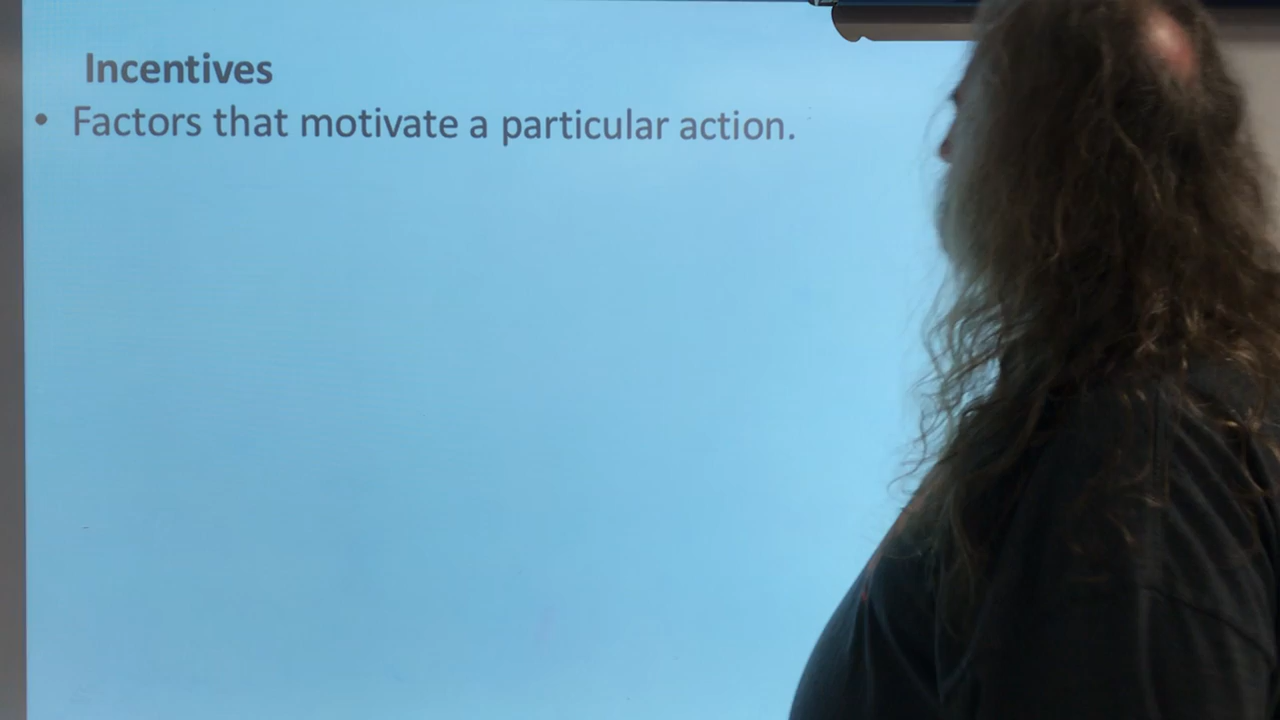 Incentives
• Factors that motivate a particular action.